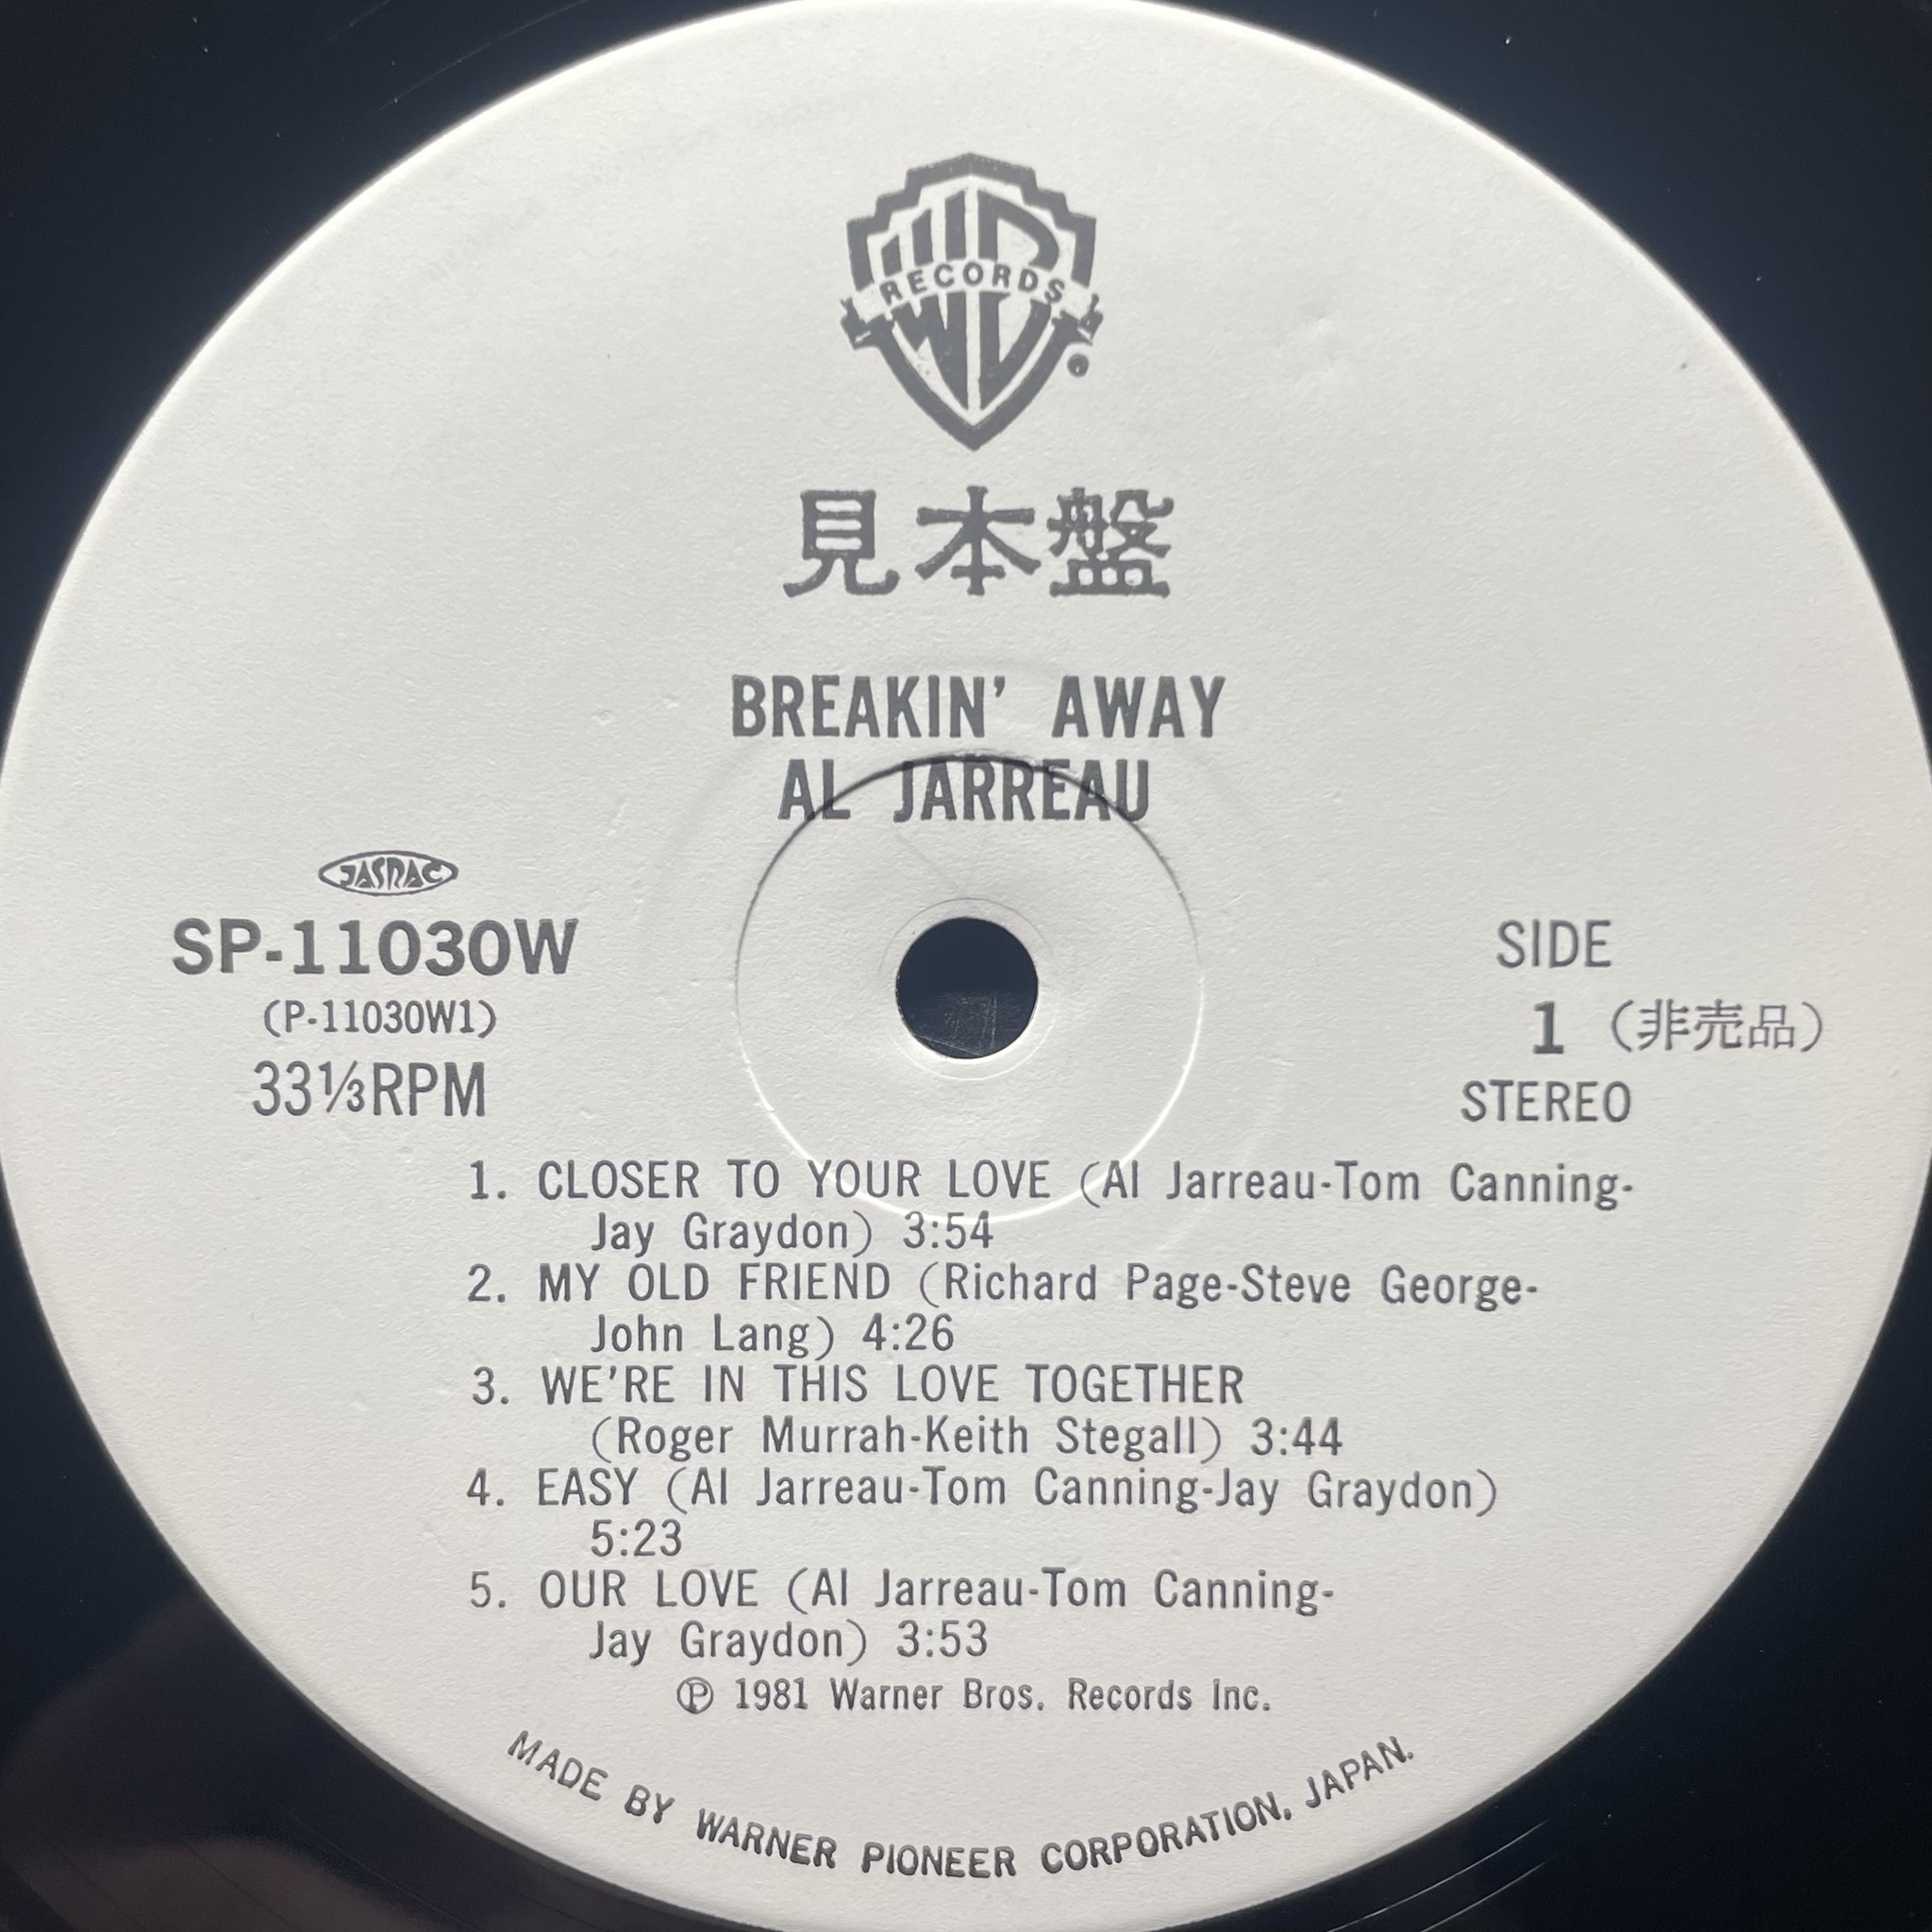 WB
RECORDS
見本盤
BREAKIN' AWAY
AL JARREAU
JASRAC
SP-11030W
(P-11030W1)
33⅓RPM
SIDE
1 (非売品)
STEREO
1. CLOSER TO YOUR LOVE (Al Jarreau-Tom Canning-
Jay Graydon) 3:54
2. MY OLD FRIEND (Richard Page-Steve George-
John Lang) 4:26
3. WE'RE IN THIS LOVE TOGETHER
(Roger Murrah-Keith Stegall) 3:44
4. EASY (Al Jarreau-Tom Canning-Jay Graydon)
5:23
5. OUR LOVE (Al Jarreau-Tom Canning-
Jay Graydon) 3:53
℗ 1981 Warner Bros. Records Inc.
MADE BY WARNER PIONEER CORPORATION, JAPAN.